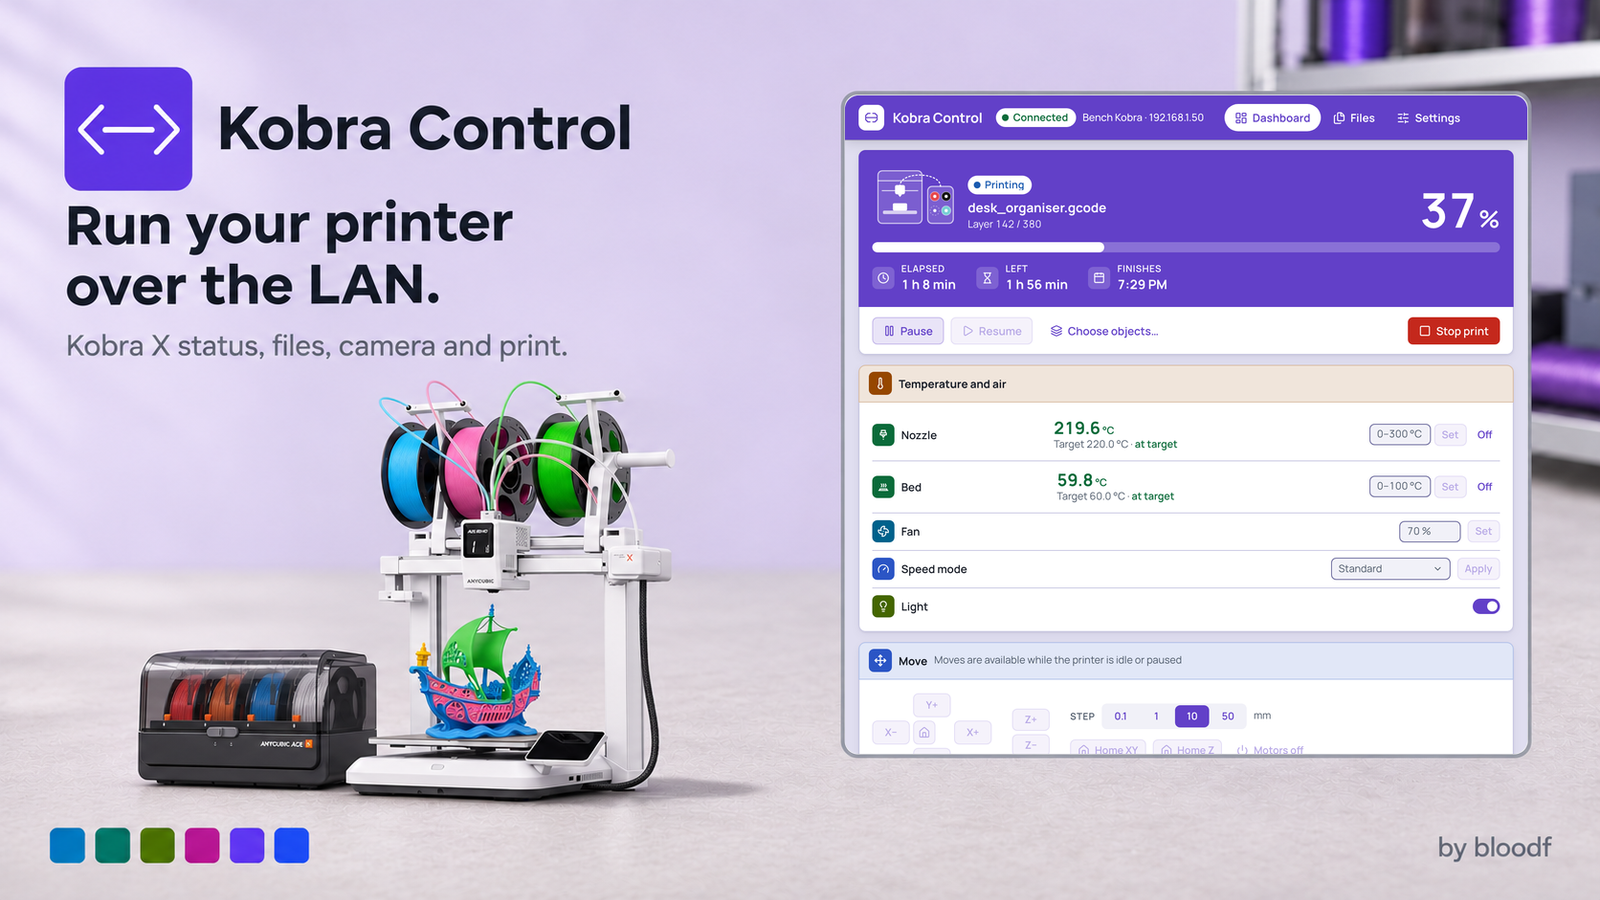 Kobra Control
Run your printer
over the LAN.
Kobra X status, files, camera and print.
ANYCUBIC
X
ANYCUBIC ACE
by bloodf
Kobra Control
Connected
Bench Kobra · 192.168.1.50
Dashboard
Files
Settings
Printing
desk_organiser.gcode
Layer 142 / 380
37 %
ELAPSED
1 h 8 min
LEFT
1 h 56 min
FINISHES
7:29 PM
Pause
Resume
Choose objects...
Stop print
Temperature and air
Nozzle
219.6 °C
Target 220.0 °C · at target
0–300 °C
Set
Off
Bed
59.8 °C
Target 60.0 °C · at target
0–100 °C
Set
Off
Fan
70 %
Set
Speed mode
Standard
Apply
Light
Move
Moves are available while the printer is idle or paused
Y+
X−
X+
Z+
Z−
STEP
0.1
1
10
50
mm
Home XY
Home Z
Motors off